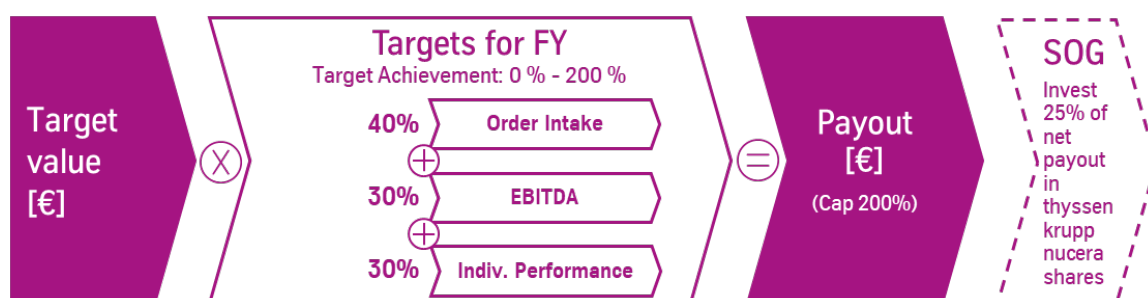 Target
value
[€]
X
Targets for FY
Target Achievement: 0 % - 200 %
40% Order Intake
+
30% EBITDA
+
30% Indiv. Performance
=
Payout
[€]
(Cap 200%)
SOG
Invest
25% of
net
payout
in
thyssen
krupp
nucera
shares